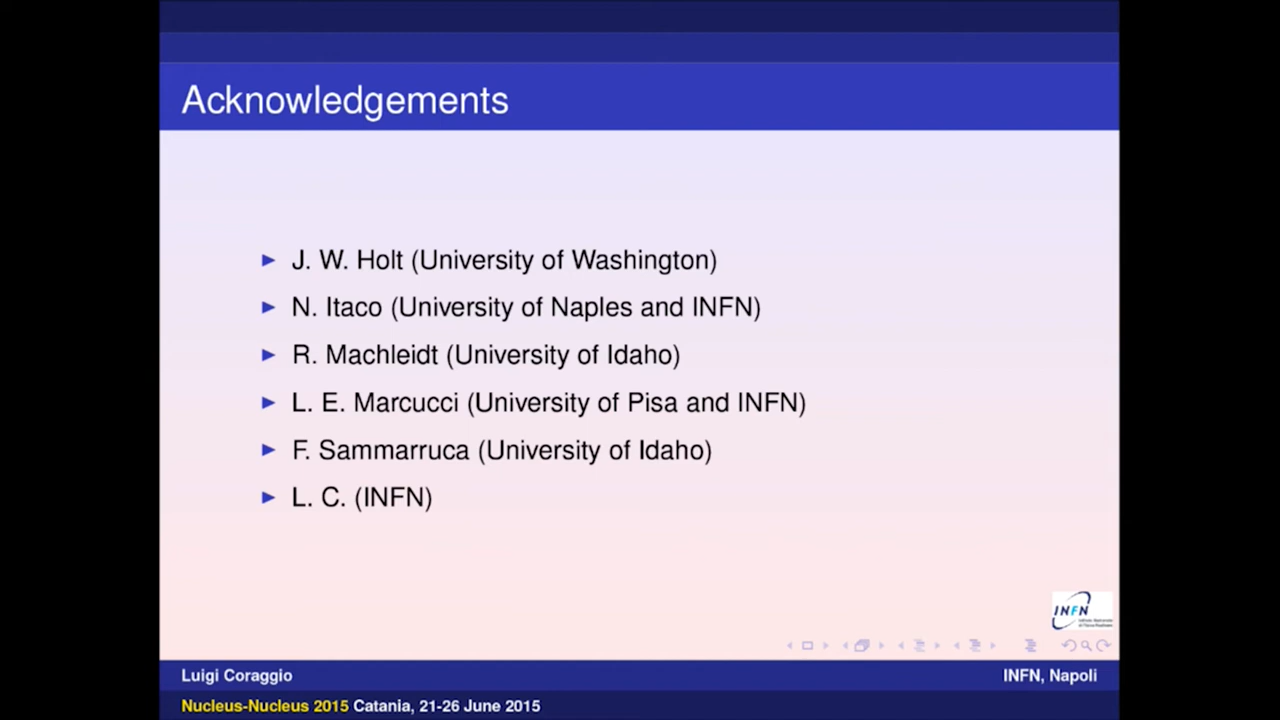 Acknowledgements
J. W. Holt (University of Washington)
N. Itaco (University of Naples and INFN)
R. Machleidt (University of Idaho)
L. E. Marcucci (University of Pisa and INFN)
F. Sammarruca (University of Idaho)
L. C. (INFN)
INFN
Luigi Coraggio
INFN, Napoli
Nucleus-Nucleus 2015 Catania, 21-26 June 2015